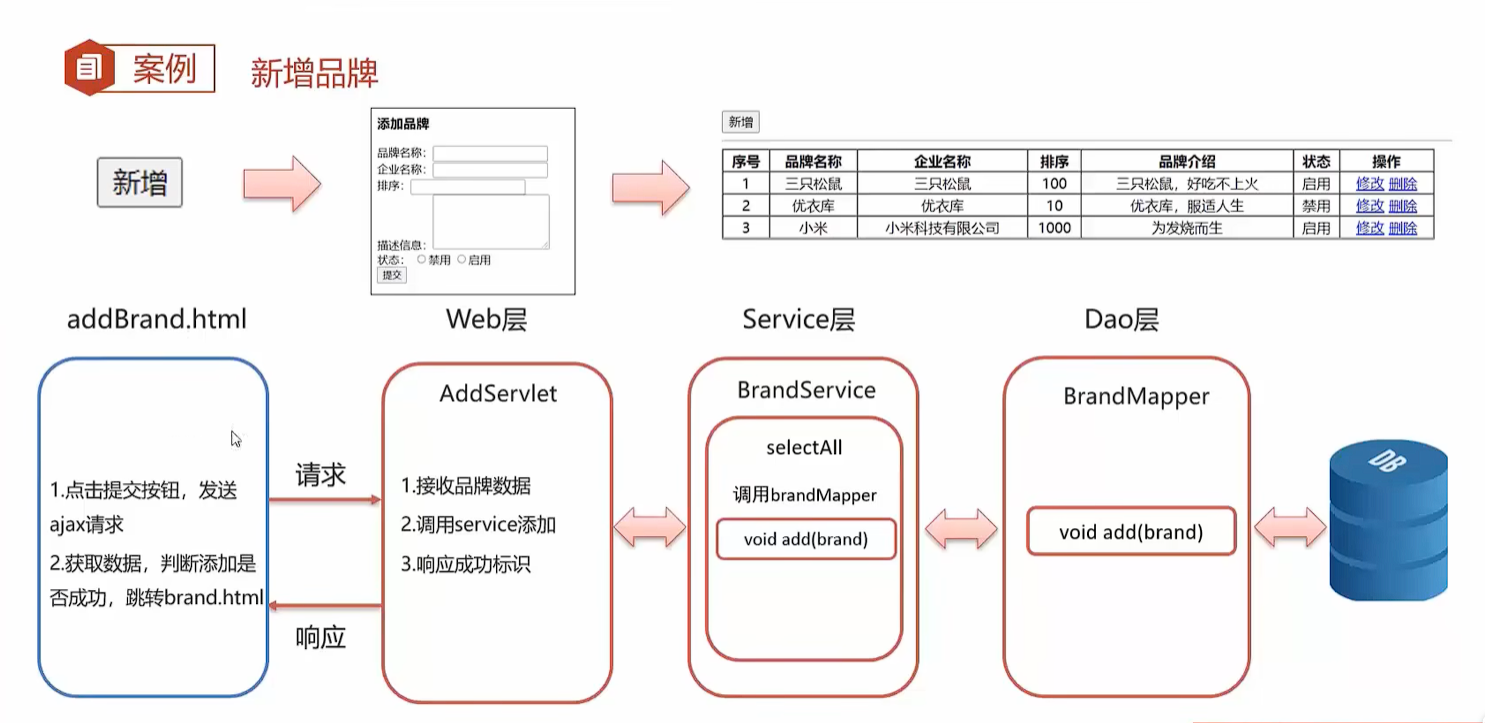 案例
新增品牌
新增
添加品牌
品牌名称：
企业名称：
排序：
描述信息：
状态： 禁用 启用
提交
新增
序号 品牌名称 企业名称 排序 品牌介绍 状态 操作
1 三只松鼠 三只松鼠 100 三只松鼠，好吃不上火 启用 修改 删除
2 优衣库 优衣库 10 优衣库，服适人生 禁用 修改 删除
3 小米 小米科技有限公司 1000 为发烧而生 启用 修改 删除
addBrand.html
1.点击提交按钮，发送
ajax请求
2.获取数据，判断添加是
否成功，跳转brand.html
请求
响应
Web层
AddServlet
1.接收品牌数据
2.调用service添加
3.响应成功标识
Service层
BrandService
selectAll
调用brandMapper
void add(brand)
Dao层
BrandMapper
void add(brand)
DB